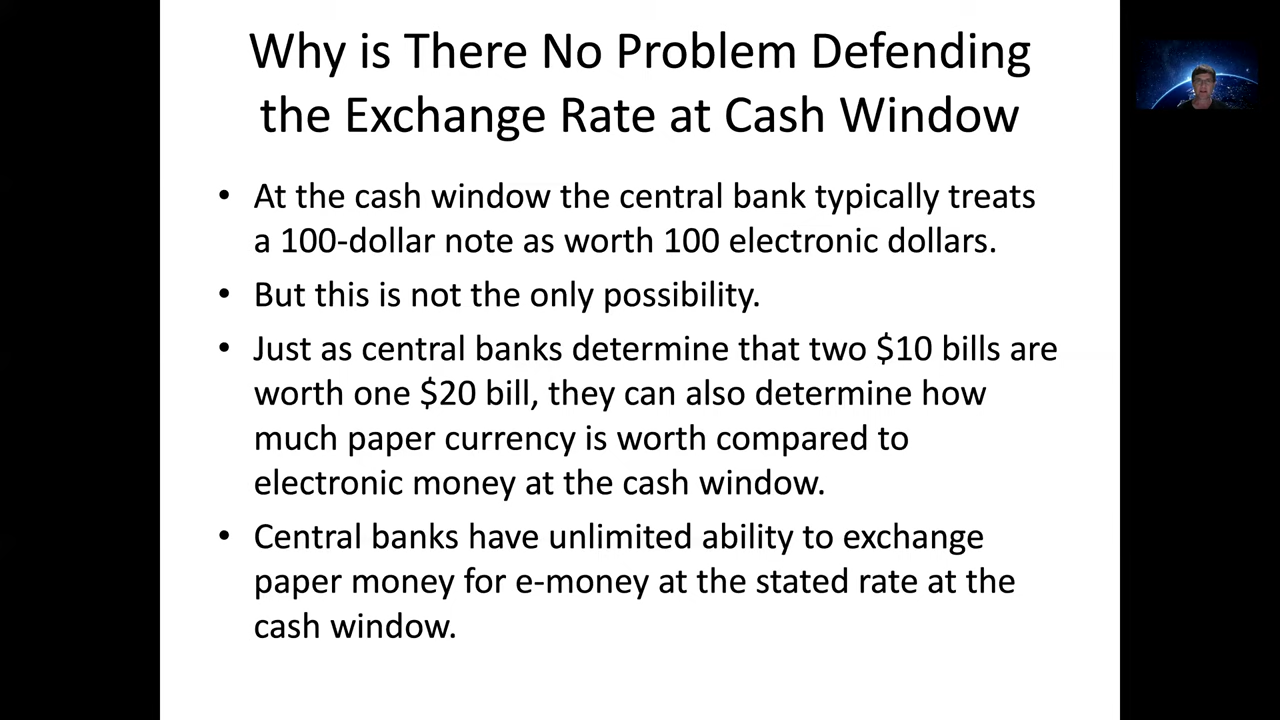 Why is There No Problem Defending
the Exchange Rate at Cash Window
• At the cash window the central bank typically treats
a 100-dollar note as worth 100 electronic dollars.
• But this is not the only possibility.
• Just as central banks determine that two $10 bills are
worth one $20 bill, they can also determine how
much paper currency is worth compared to
electronic money at the cash window.
• Central banks have unlimited ability to exchange
paper money for e-money at the stated rate at the
cash window.